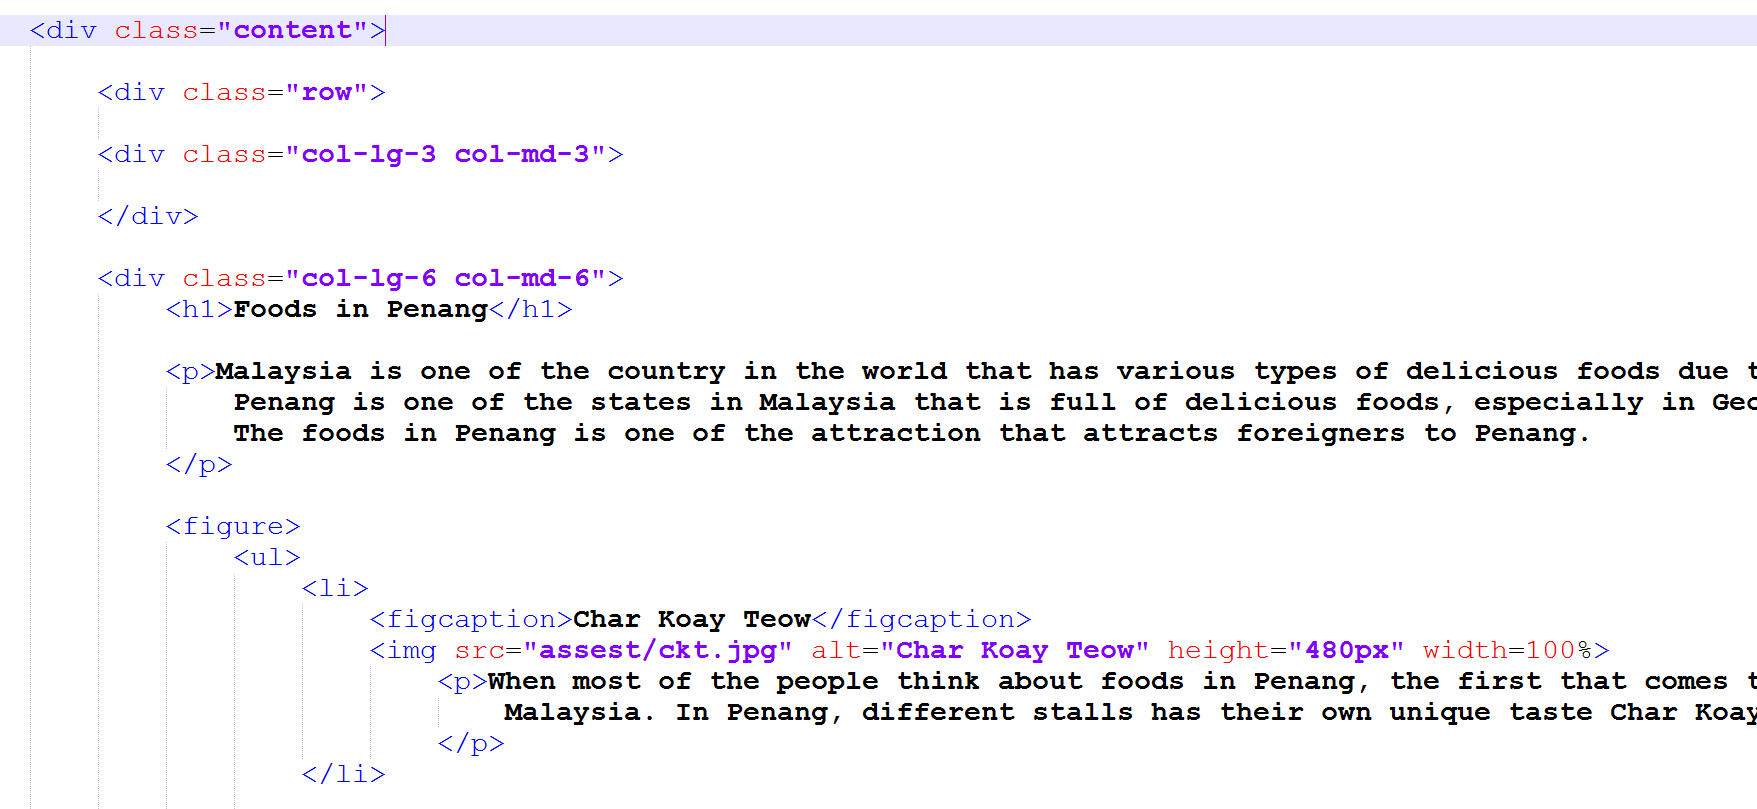 <div class="content">
<div class="row">
<div class="col-lg-3 col-md-3">
</div>
<div class="col-lg-6 col-md-6">
<h1>Foods in Penang</h1>
<p>Malaysia is one of the country in the world that has various types of delicious foods due
Penang is one of the states in Malaysia that is full of delicious foods, especially in
The foods in Penang is one of the attraction that attracts foreigners to Penang.
</p>
<figure>
<ul>
<li>
<figcaption>Char Koay Teow</figcaption>
<img src="assest/ckt.jpg" alt="Char Koay Teow" height="480px" width=100%>
<p>When most of the people think about foods in Penang, the first that comes
Malaysia. In Penang, different stalls has their own unique taste Char Koay
</p>
</li>